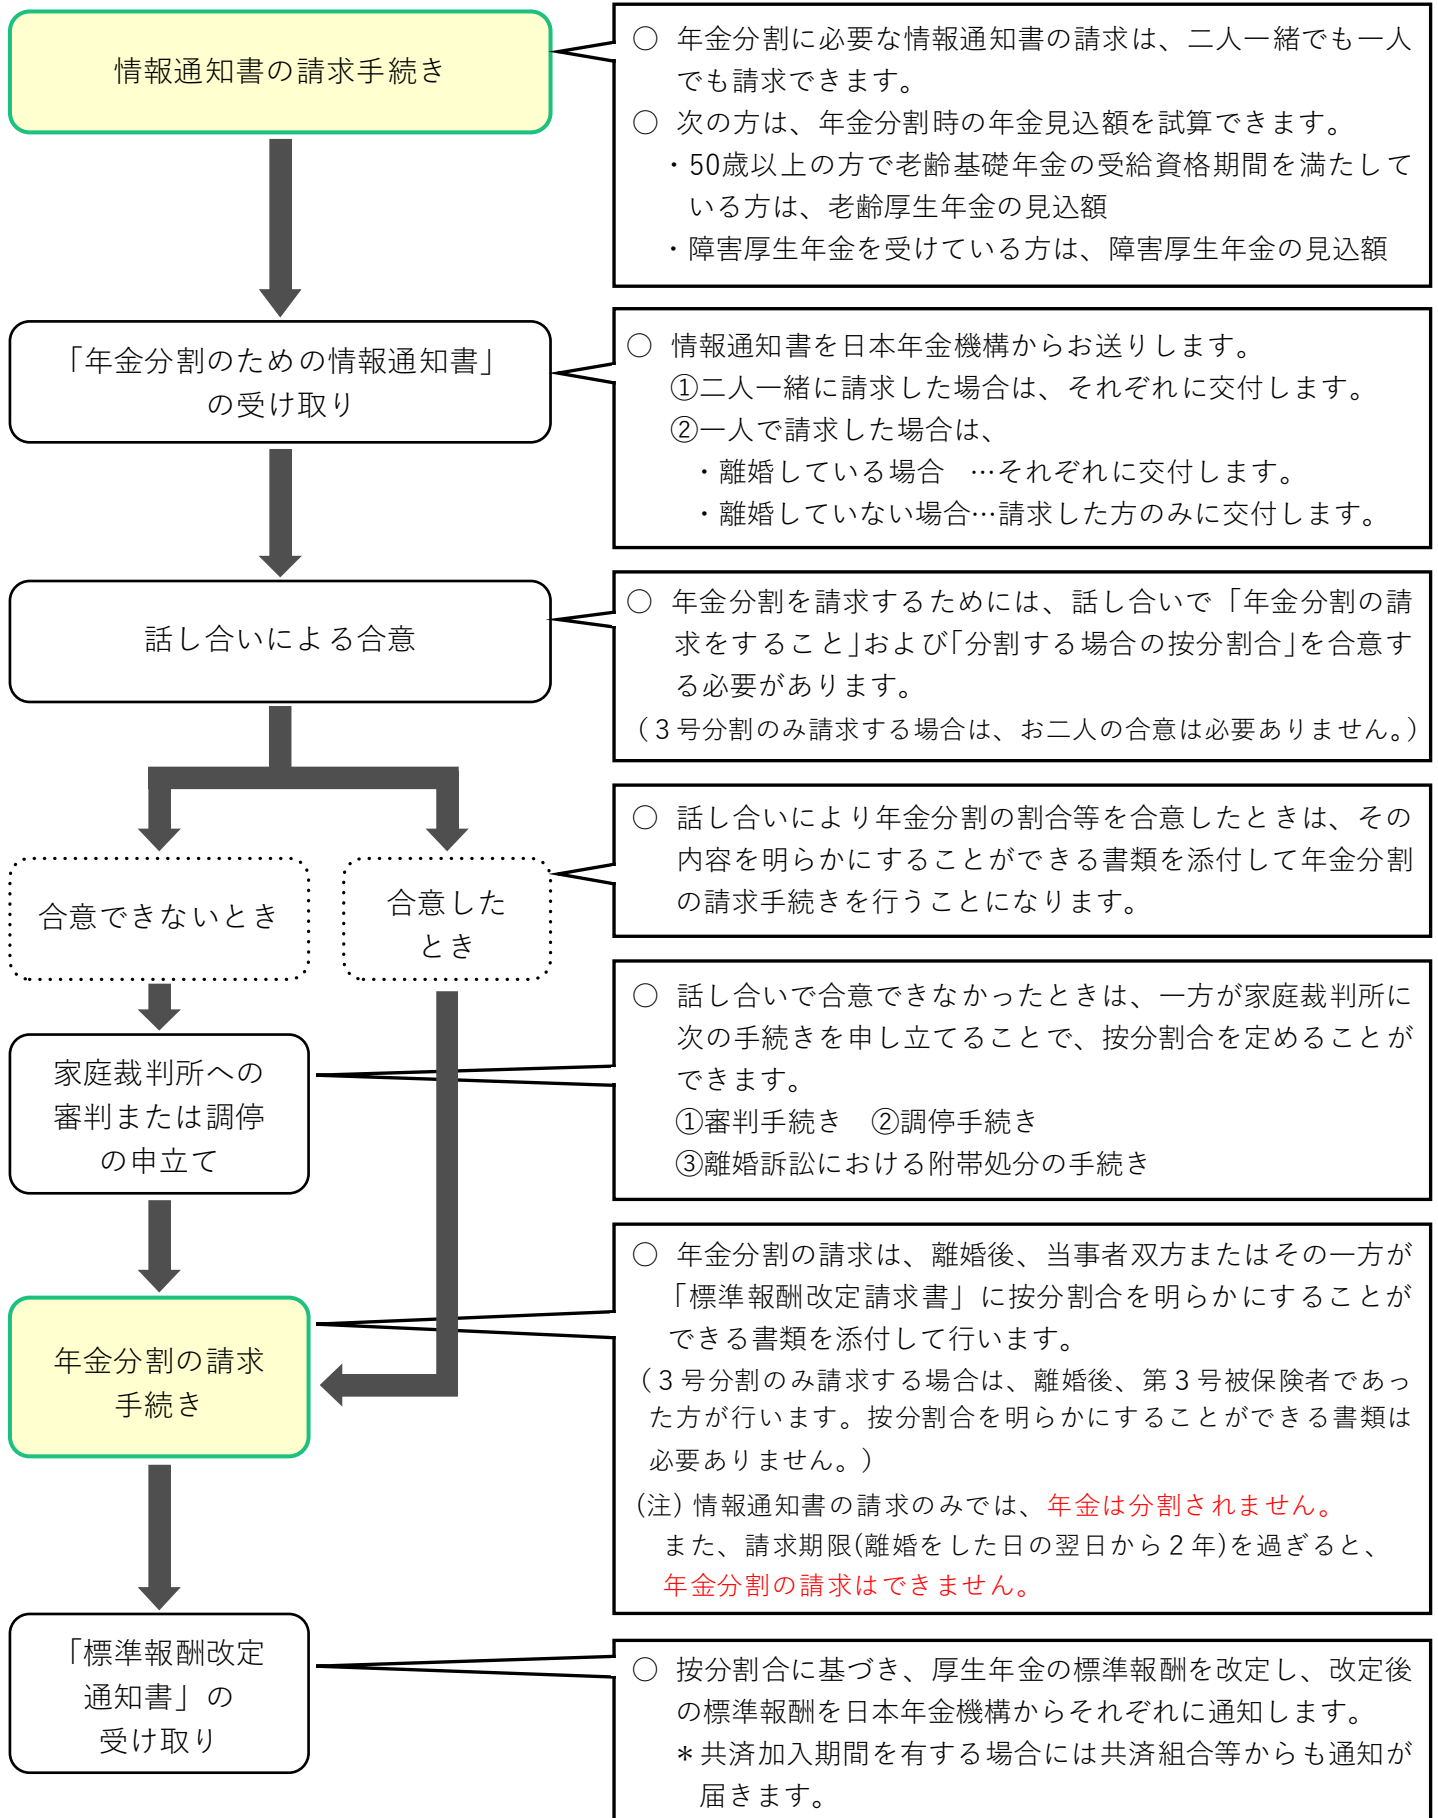 情報通知書の請求手続き
○ 年金分割に必要な情報通知書の請求は、二人一緒でも一人
でも請求できます。
○ 次の方は、年金分割時の年金見込額を試算できます。
・50歳以上の方で老齢基礎年金の受給資格期間を満たして
いる方は、老齢厚生年金の見込額
・障害厚生年金を受けている方は、障害厚生年金の見込額
「年金分割のための情報通知書」
の受け取り
○ 情報通知書を日本年金機構からお送りします。
①二人一緒に請求した場合は、それぞれに交付します。
②一人で請求した場合は、
・離婚している場合 …それぞれに交付します。
・離婚していない場合…請求した方のみに交付します。
話し合いによる合意
○ 年金分割を請求するためには、話し合いで「年金分割の請
求をすること」および「分割する場合の按分割合」を合意す
る必要があります。
（３号分割のみ請求する場合は、お二人の合意は必要ありません。）
合意できないとき
合意した
とき
○ 話し合いにより年金分割の割合等を合意したときは、その
内容を明らかにすることができる書類を添付して年金分割
の請求手続きを行うことになります。
家庭裁判所への
審判または調停
の申立て
○ 話し合いで合意できなかったときは、一方が家庭裁判所に
次の手続きを申し立てることで、按分割合を定めることが
できます。
①審判手続き ②調停手続き
③離婚訴訟における附帯処分の手続き
年金分割の請求
手続き
○ 年金分割の請求は、離婚後、当事者双方またはその一方が
「標準報酬改定請求書」に按分割合を明らかにすることが
できる書類を添付して行います。
（３号分割のみ請求する場合は、離婚後、第３号被保険者であっ
た方が行います。按分割合を明らかにすることができる書類は
必要ありません。）
(注) 情報通知書の請求のみでは、年金は分割されません。
また、請求期限(離婚をした日の翌日から２年)を過ぎると、
年金分割の請求はできません。
「標準報酬改定
通知書」の
受け取り
○ 按分割合に基づき、厚生年金の標準報酬を改定し、改定後
の標準報酬を日本年金機構からそれぞれに通知します。
＊共済加入期間を有する場合には共済組合等からも通知が
届きます。